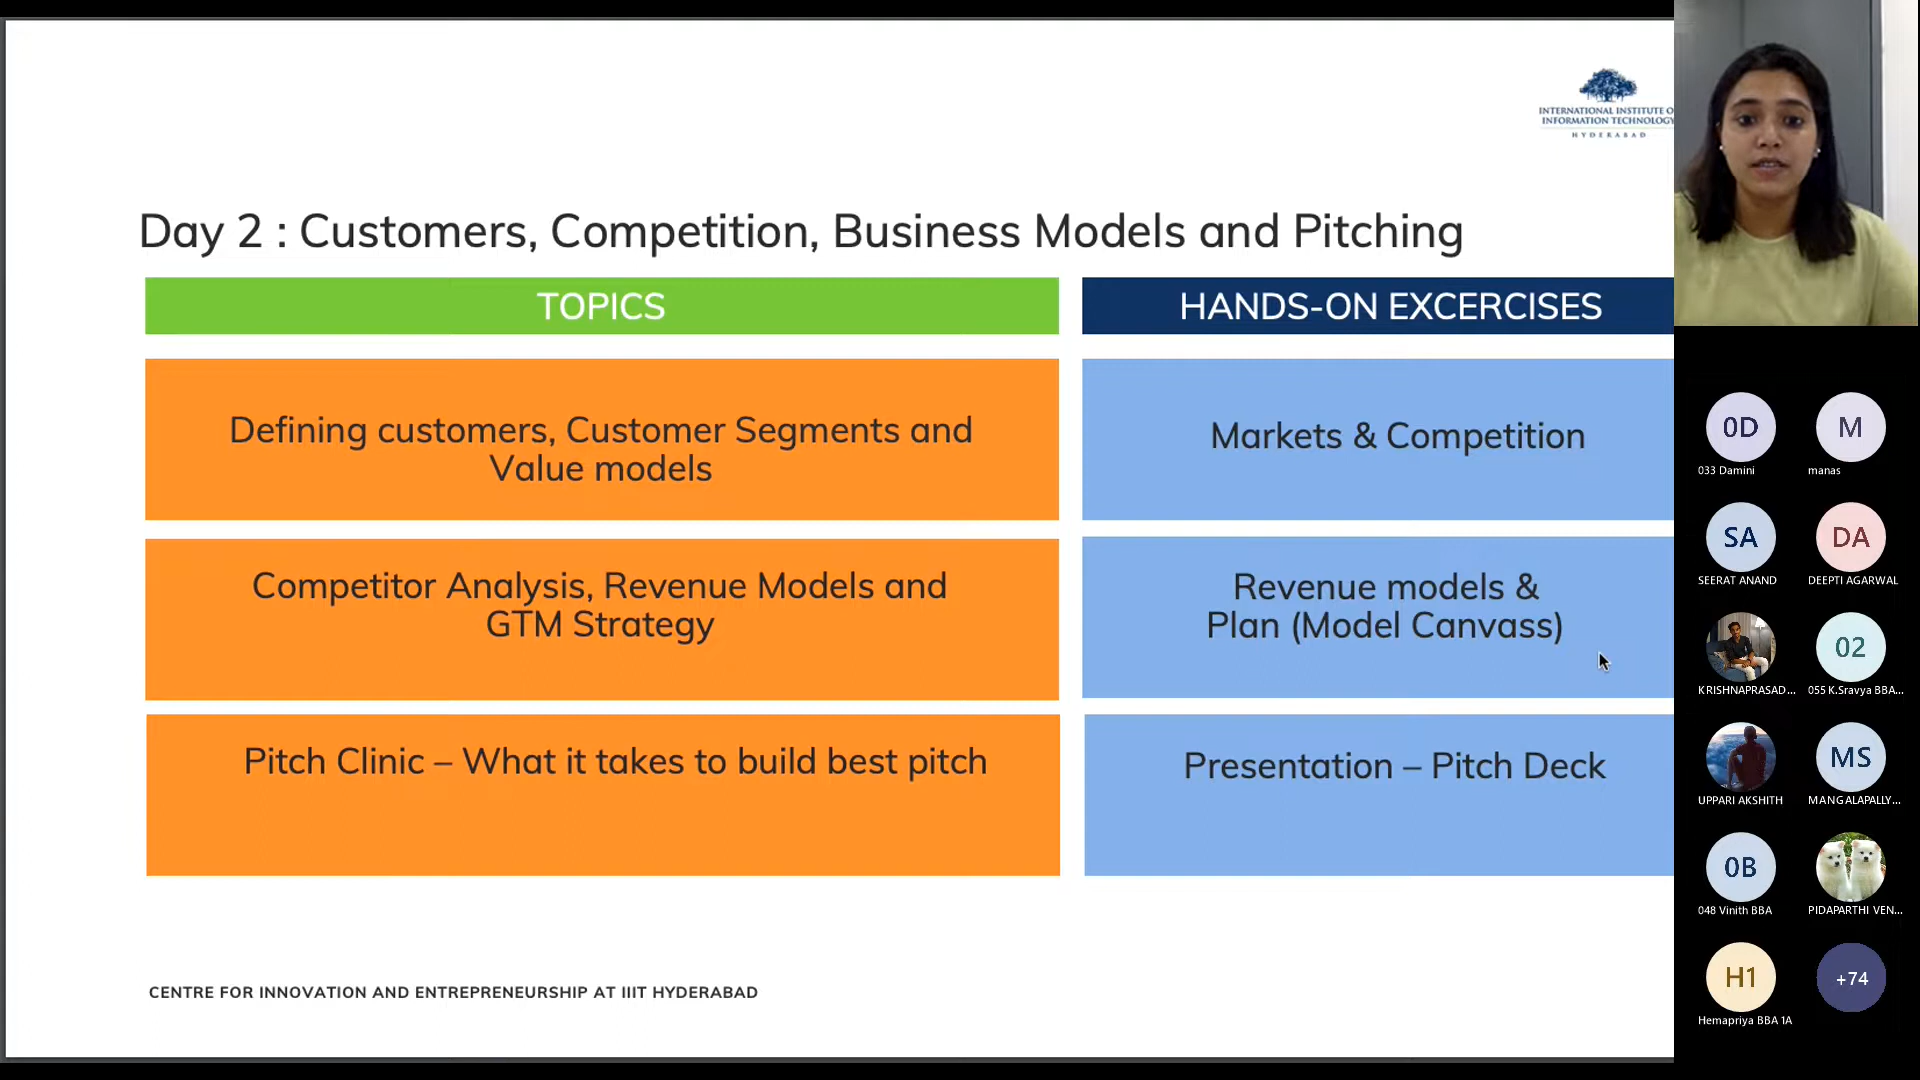 INTERNATIONAL INSTITUTE O
INFORMATION TECHNOLOGY
HYDERABAD
Day 2 : Customers, Competition, Business Models and Pitching
TOPICS
HANDS-ON EXCERCISES
Defining customers, Customer Segments and
Value models
Markets & Competition
Competitor Analysis, Revenue Models and
GTM Strategy
Revenue models &
Plan (Model Canvass)
Pitch Clinic – What it takes to build best pitch
Presentation – Pitch Deck
CENTRE FOR INNOVATION AND ENTREPRENEURSHIP AT IIIT HYDERABAD
0D
M
033 Damini
manas
SA
DA
SEERAT ANAND
DEEPTI AGARWAL
02
KRISHNAPRASAD...
055 K.Sravya BBA...
MS
UPPARI AKSHITH
MANGALAPALLY...
0B
048 Vinith BBA
PIDAPARTHI VEN...
H1
+74
Hemapriya BBA 1A